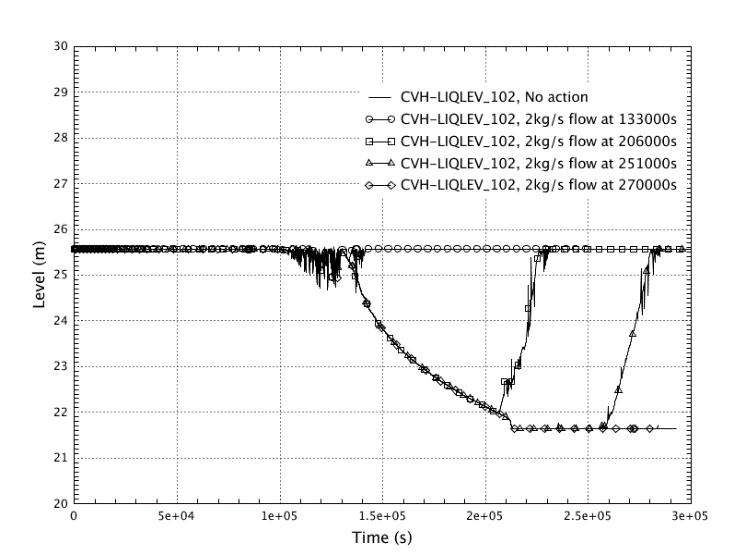 30
29
28
27
26
25
24
23
22
21
20
Level (m)
CVH-LIQLEV_102, No action
CVH-LIQLEV_102, 2kg/s flow at 133000s
CVH-LIQLEV_102, 2kg/s flow at 206000s
CVH-LIQLEV_102, 2kg/s flow at 251000s
CVH-LIQLEV_102, 2kg/s flow at 270000s
0 5e+04 1e+05 1.5e+05 2e+05 2.5e+05 3e+05
Time (s)